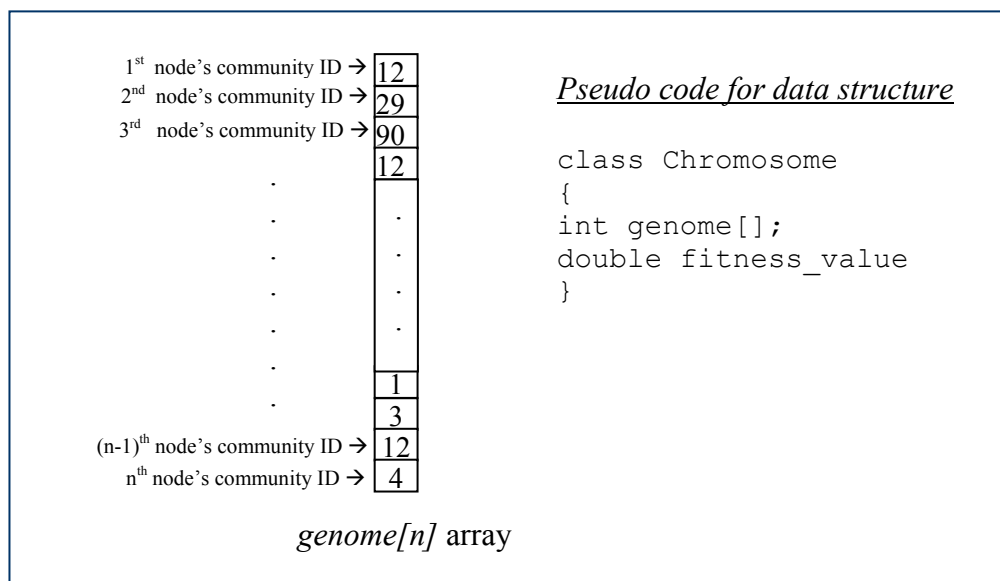 1st node's community ID → 12
2nd node's community ID → 29
3rd node's community ID → 90
12
.
.
.
.
.
.
.
.
.
.
.
1
3
(n-1)th node's community ID → 12
nth node's community ID → 4
genome[n] array
Pseudo code for data structure
class Chromosome
{
int genome[];
double fitness_value
}